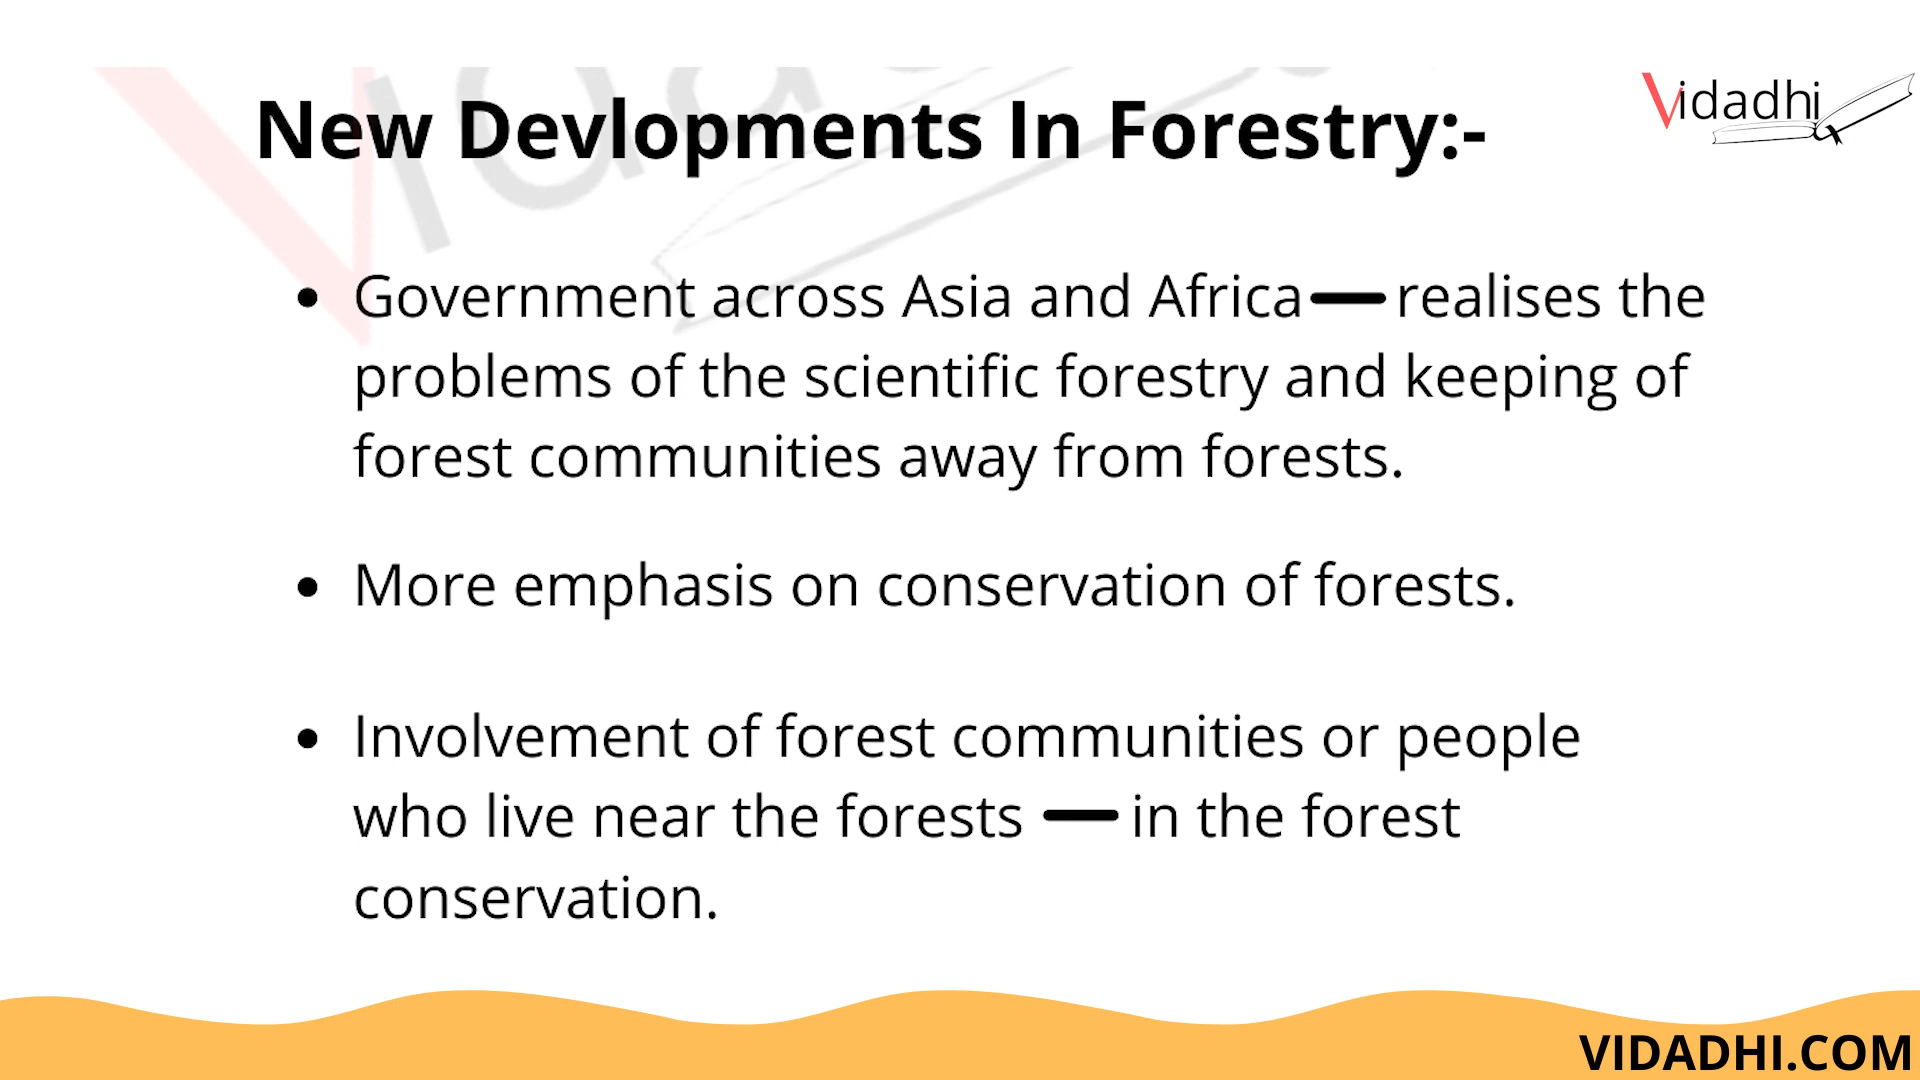 New Devlopments In Forestry:-
Vidadhi
• Government across Asia and Africa — realises the
problems of the scientific forestry and keeping of
forest communities away from forests.
• More emphasis on conservation of forests.
• Involvement of forest communities or people
who live near the forests — in the forest
conservation.
VIDADHI.COM